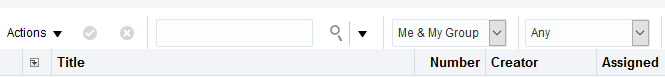 Actions Me & My Group Any
Title Number Creator Assigned